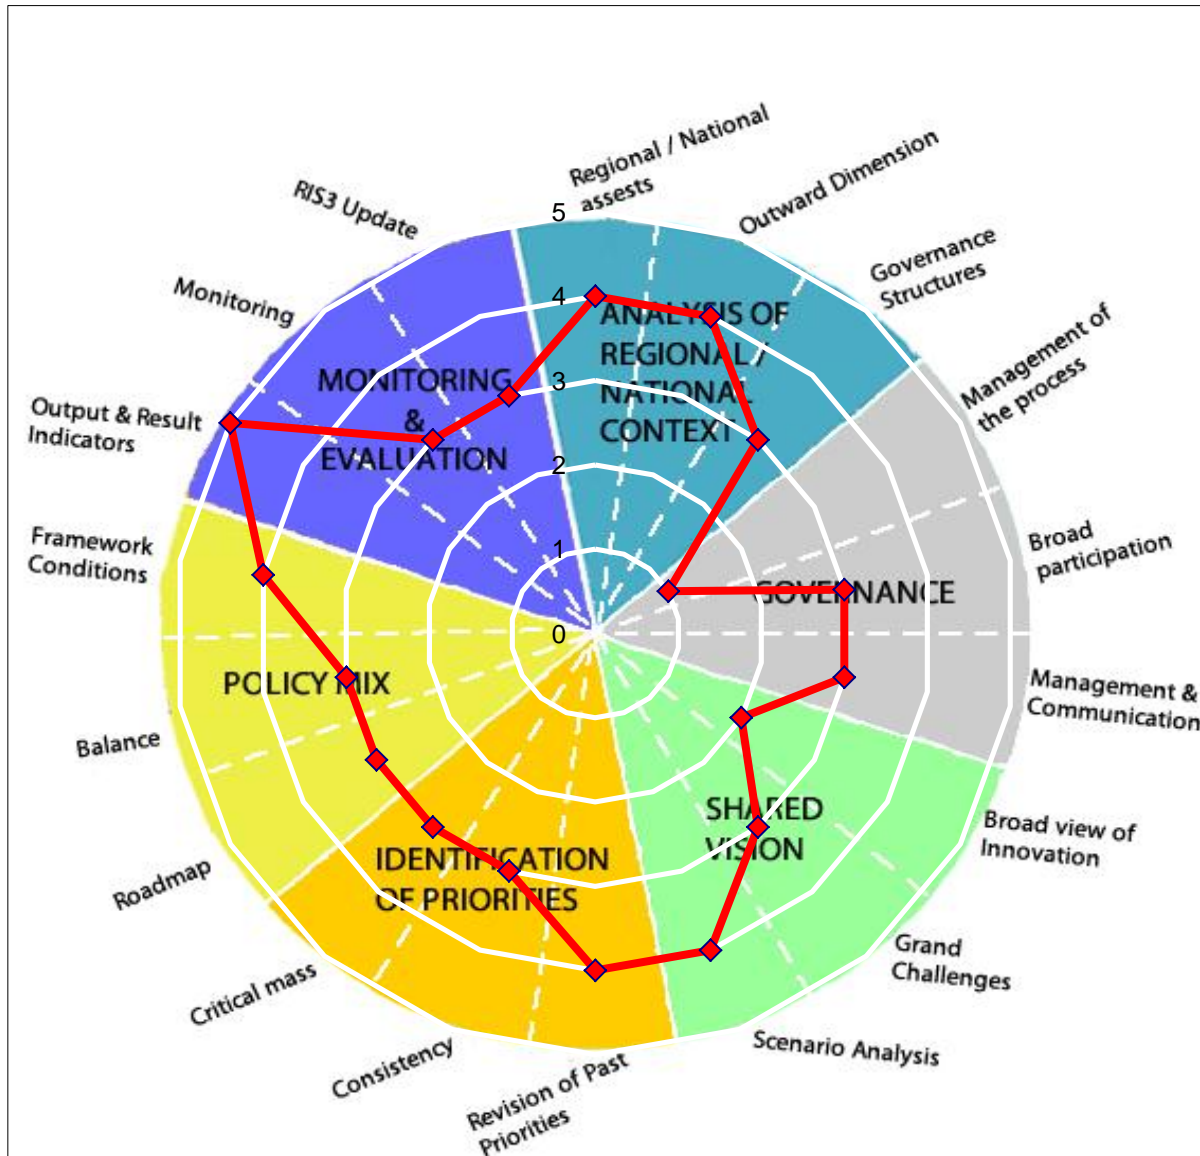 Regional / National
assests
Outward Dimension
Governance
Structures
Management of
the process
Broad
participation
Management &
Communication
Broad view of
Innovation
Grand
Challenges
Scenario Analysis
Revision of Past
Priorities
Consistency
Critical mass
Roadmap
Balance
Framework
Conditions
Output & Result
Indicators
Monitoring
RIS3 Update
5
4
3
2
1
0
ANALYSIS OF
REGIONAL /
NATIONAL
CONTEXT
GOVERNANCE
SHARED
VISION
IDENTIFICATION
OF PRIORITIES
POLICY MIX
MONITORING
&
EVALUATION